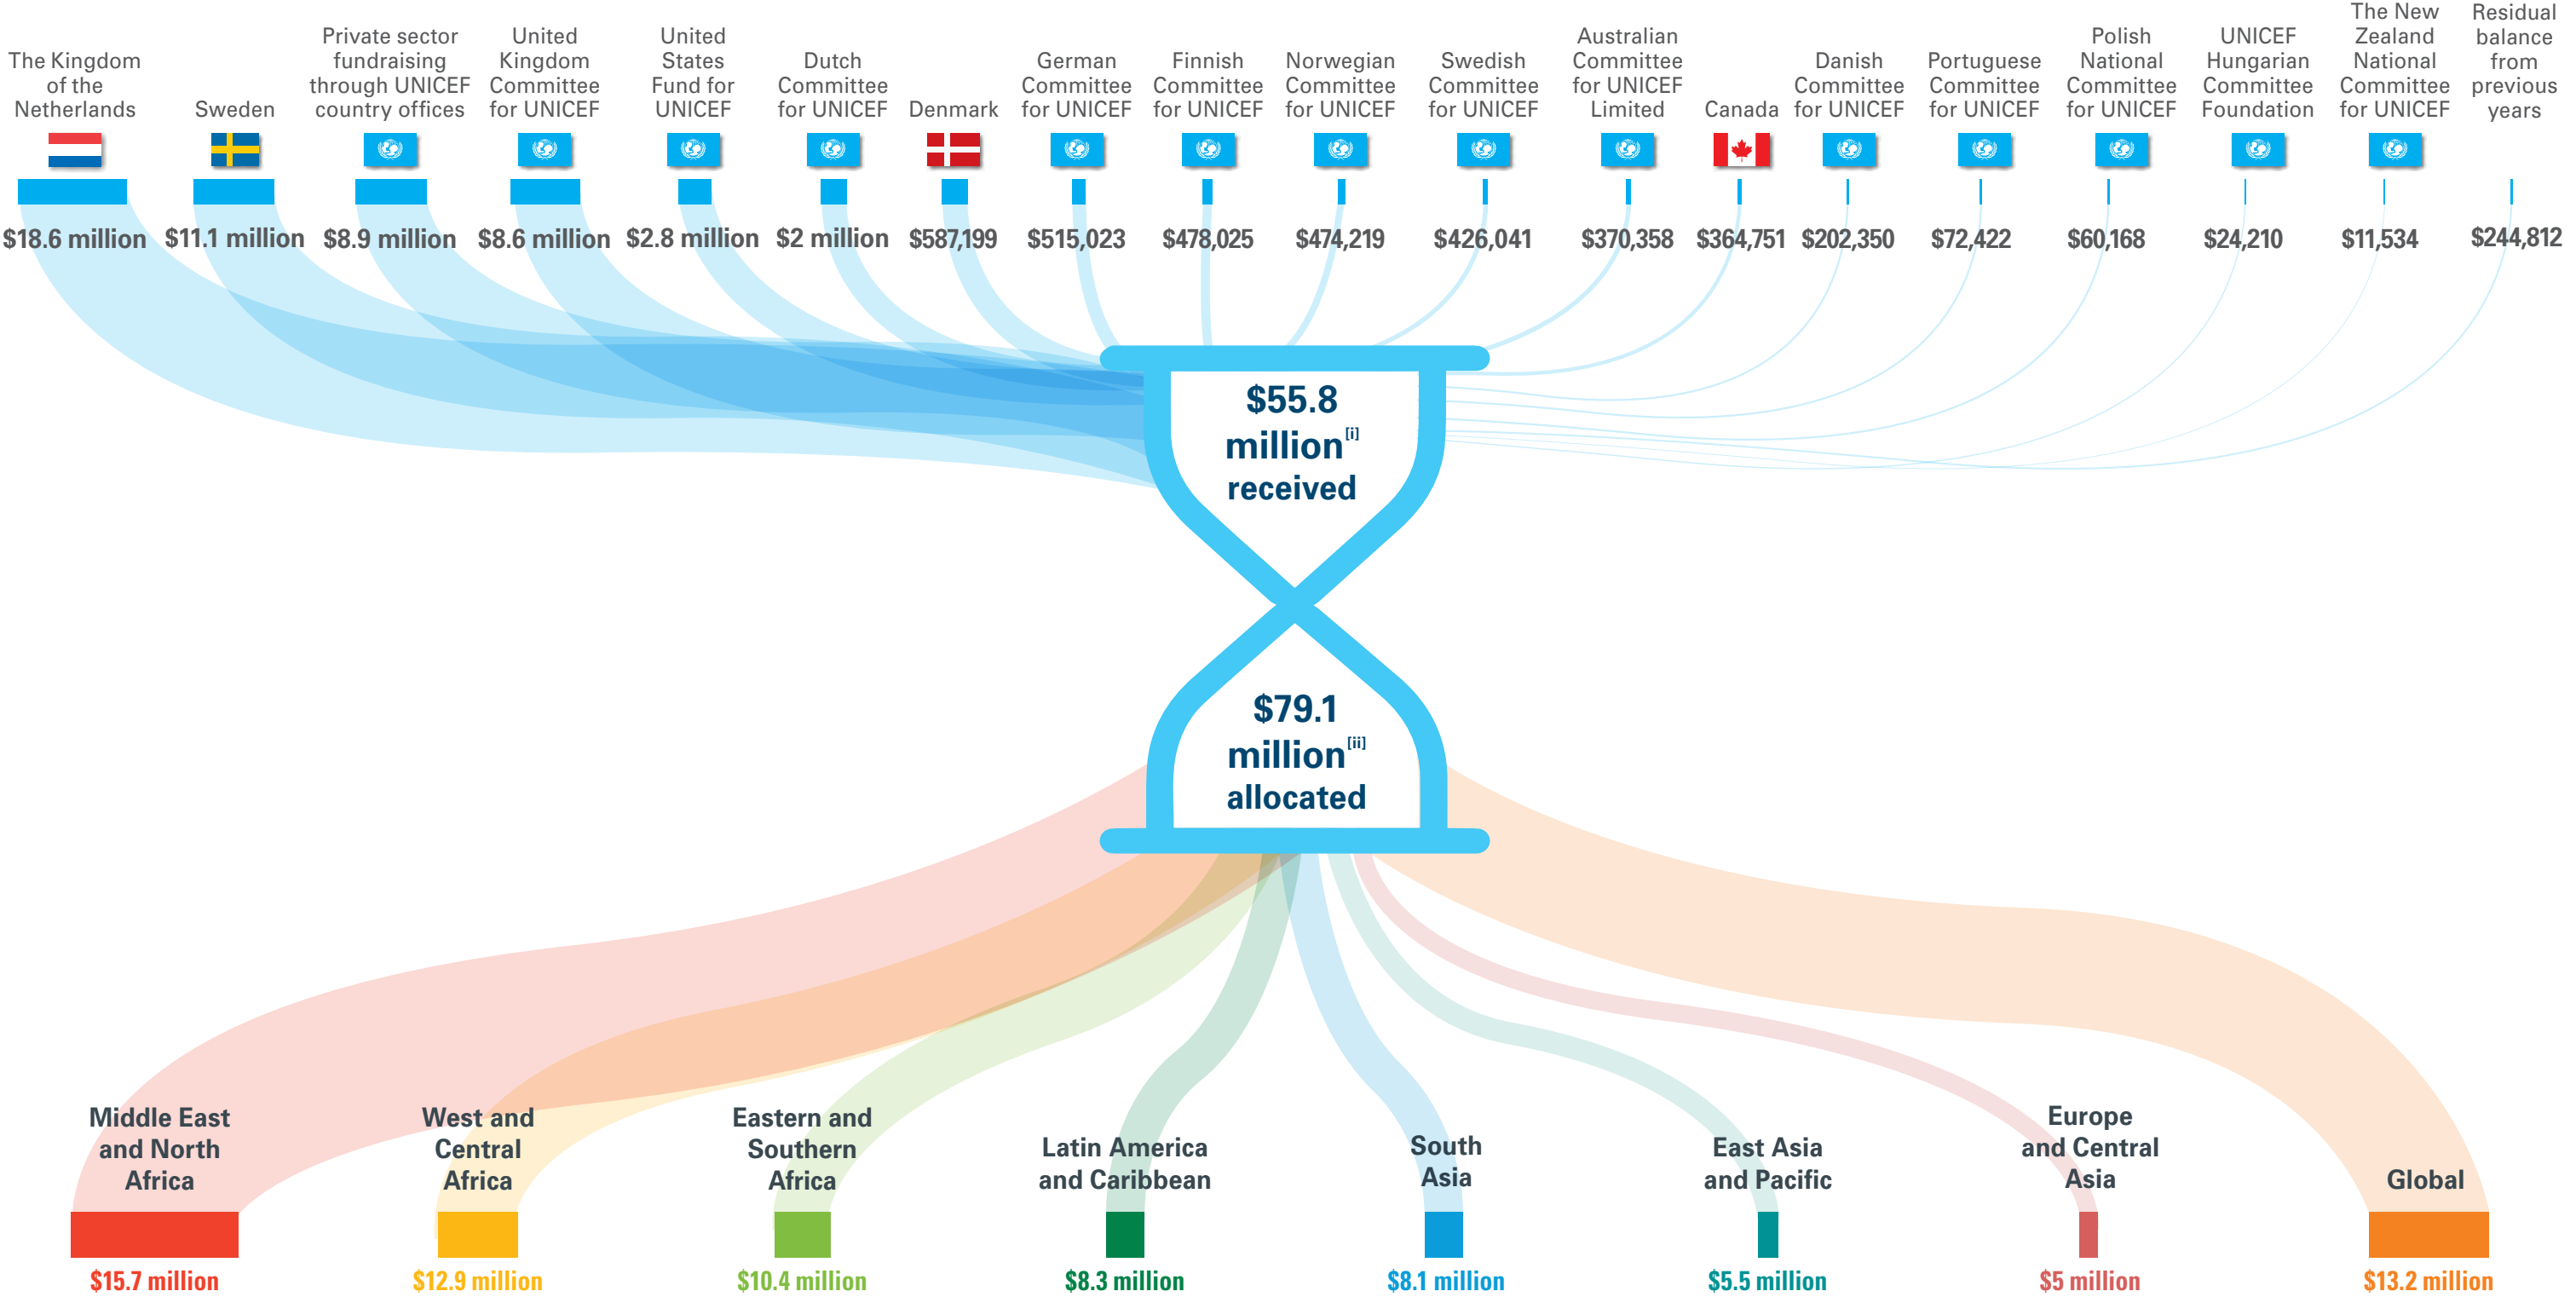 The Kingdom
of the
Netherlands
$18.6 million
Sweden
$11.1 million
Private sector
fundraising
through UNICEF
country offices
$8.9 million
United
Kingdom
Committee
for UNICEF
$8.6 million
United
States
Fund for
UNICEF
$2.8 million
Dutch
Committee
for UNICEF
$2 million
Denmark
$587,199
German
Committee
for UNICEF
$515,023
Finnish
Committee
for UNICEF
$478,025
Norwegian
Committee
for UNICEF
$474,219
Swedish
Committee
for UNICEF
$426,041
Australian
Committee
for UNICEF
Limited
$370,358
Canada
$364,751
Danish
Committee
for UNICEF
$202,350
Portuguese
Committee
for UNICEF
$72,422
Polish
National
Committee
for UNICEF
$60,168
UNICEF
Hungarian
Committee
Foundation
$24,210
The New
Zealand
National
Committee
for UNICEF
$11,534
Residual
balance
from
previous
years
$244,812
$55.8
million[i]
received
$79.1
million[ii]
allocated
Middle East
and North
Africa
$15.7 million
West and
Central
Africa
$12.9 million
Eastern and
Southern
Africa
$10.4 million
Latin America
and Caribbean
$8.3 million
South
Asia
$8.1 million
East Asia
and Pacific
$5.5 million
Europe
and Central
Asia
$5 million
Global
$13.2 million